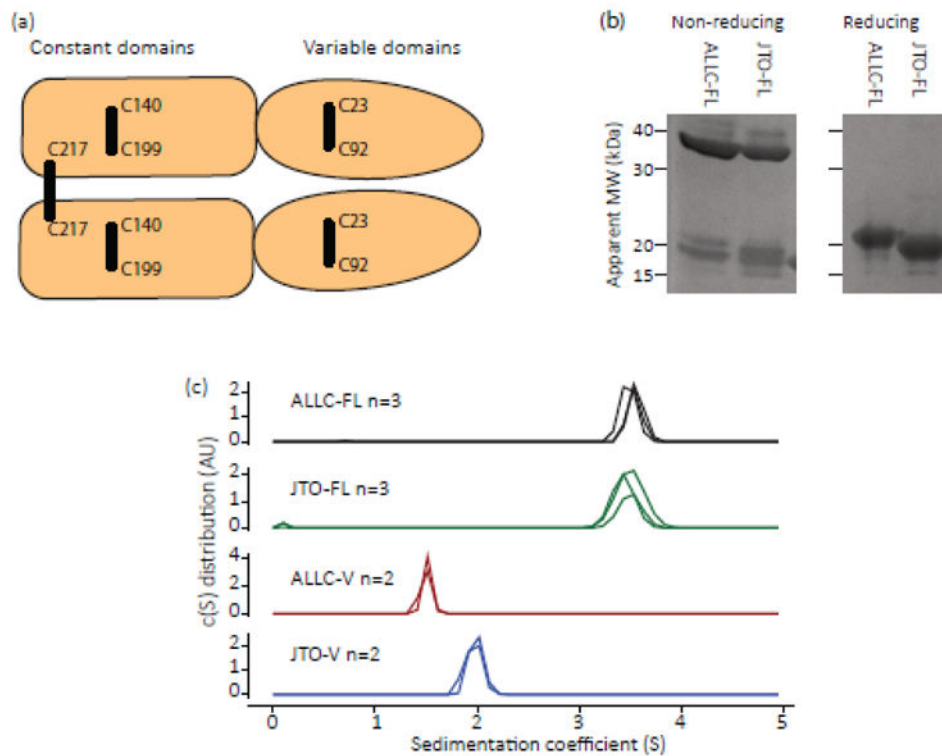 (a)
Constant domains
Variable domains
C140
C199
C23
C92
C217
C217
C140
C199
C23
C92
(b)
Non-reducing
Reducing
ALLC-FL
JTO-FL
ALLC-FL
JTO-FL
Apparent MW (kDa)
40
30
20
15
(c)
c(S) distribution (AU)
2
1
0
ALLC-FL n=3
2
1
0
JTO-FL n=3
4
2
0
ALLC-V n=2
2
1
0
JTO-V n=2
0 1 2 3 4 5
Sedimentation coefficient (S)